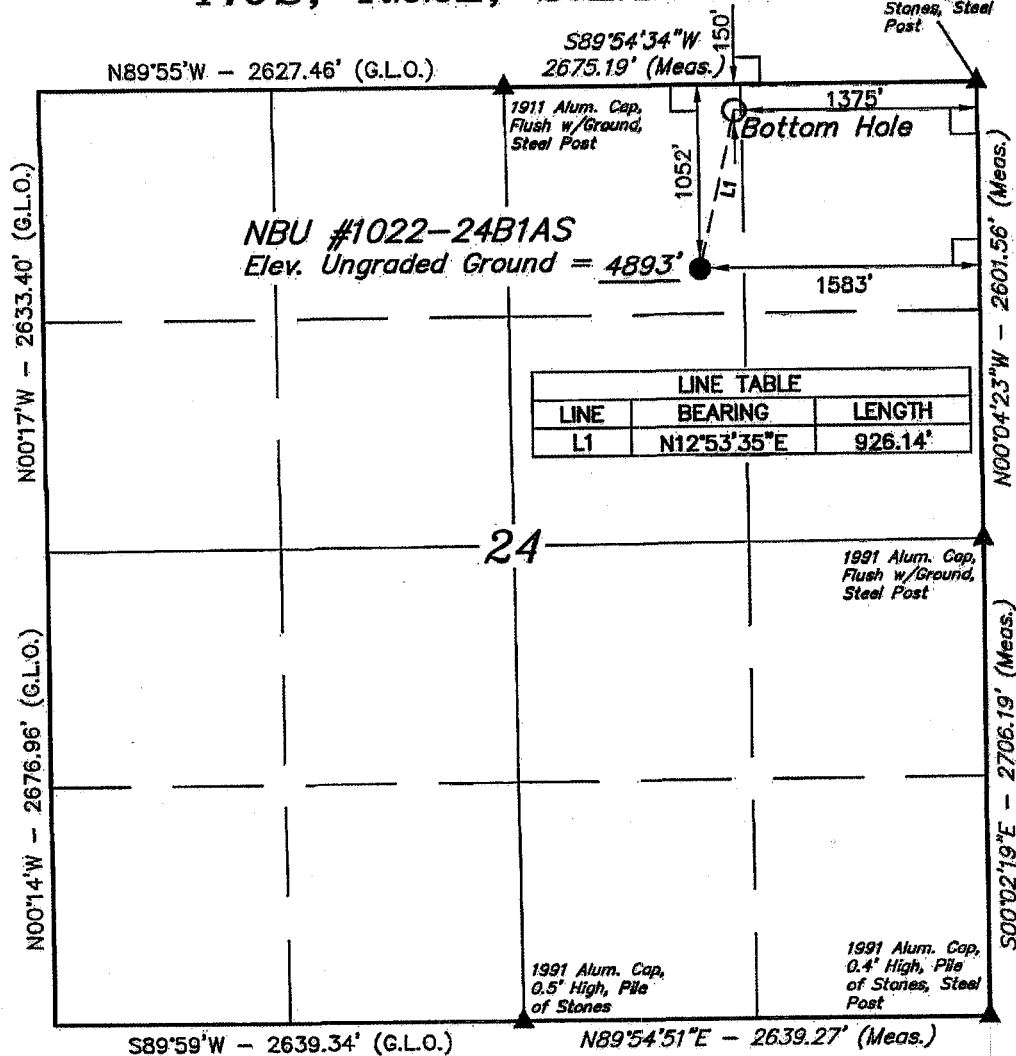 Stones, Steel
Post
S89°54'34"W
2675.19' (Meas.)
150'
N89°55'W - 2627.46' (G.L.O.)
1911 Alum. Cap,
Flush w/Ground,
Steel Post
1375'
Bottom Hole
1052'
L1
NBU #1022-24B1AS
Elev. Ungraded Ground = 4893'
1583'
N00°17'W - 2633.40' (G.L.O.)
N00°04'23"W - 2601.56' (Meas.)
LINE TABLE
LINE BEARING LENGTH
L1 N12°53'35"E 926.14'
24
1991 Alum. Cap,
Flush w/Ground,
Steel Post
N00°14'W - 2676.96' (G.L.O.)
S00°02'19"E - 2706.19' (Meas.)
1991 Alum. Cap,
0.5' High, Pile
of Stones
1991 Alum. Cap,
0.4' High, Pile
of Stones, Steel
Post
S89°59'W - 2639.34' (G.L.O.)
N89°54'51"E - 2639.27' (Meas.)